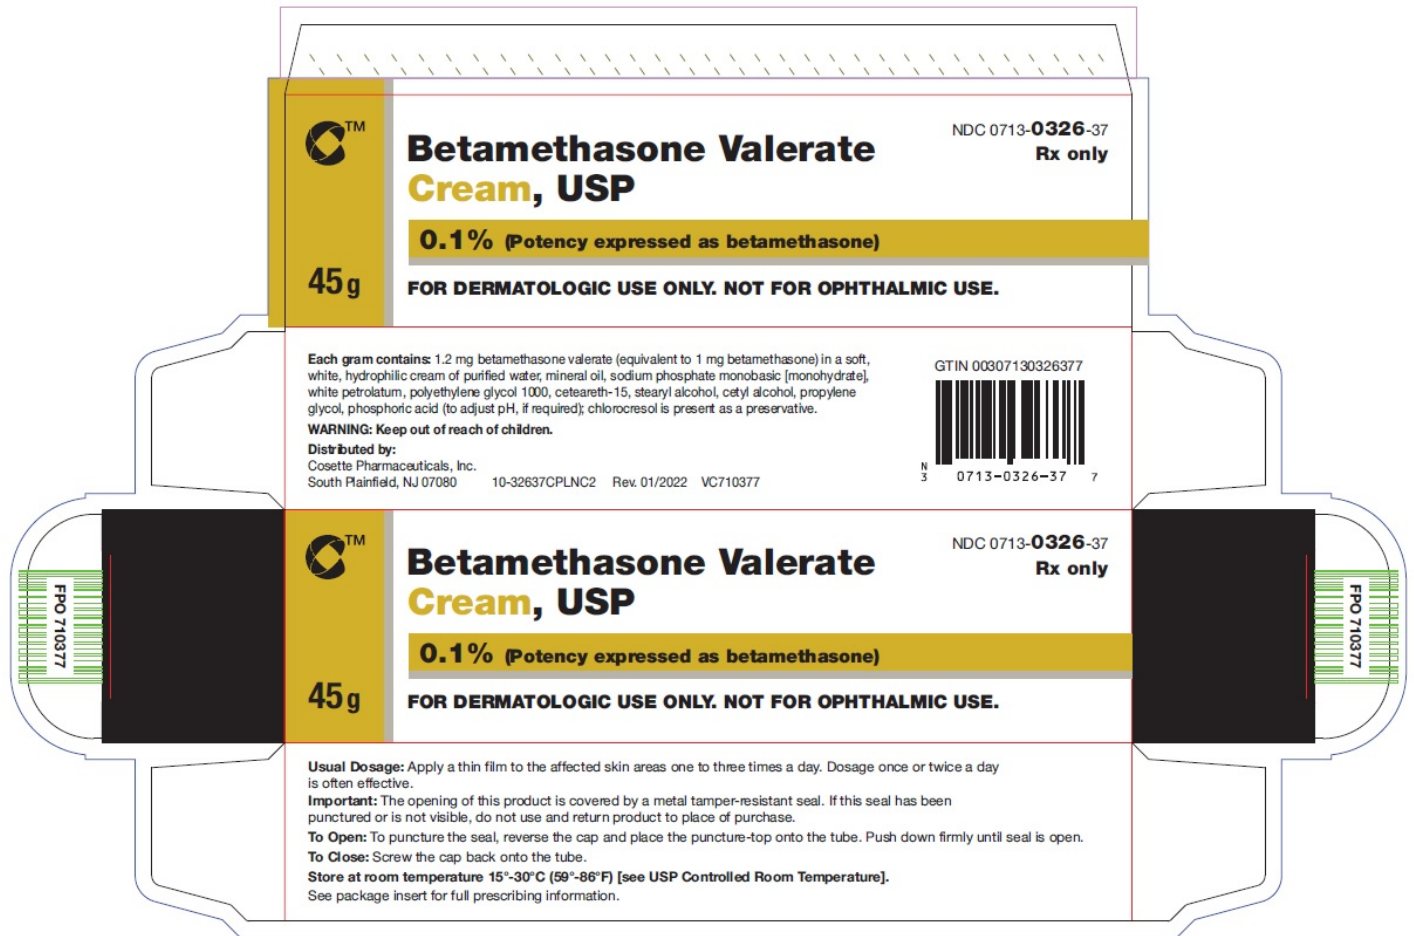 TM
Betamethasone Valerate
Cream, USP
NDC 0713-0326-37
Rx only
0.1% (Potency expressed as betamethasone)
45 g
FOR DERMATOLOGIC USE ONLY. NOT FOR OPHTHALMIC USE.
Each gram contains: 1.2 mg betamethasone valerate (equivalent to 1 mg betamethasone) in a soft,
white, hydrophilic cream of purified water, mineral oil, sodium phosphate monobasic [monohydrate],
white petrolatum, polyethylene glycol 1000, ceteareth-15, stearyl alcohol, cetyl alcohol, propylene
glycol, phosphoric acid (to adjust pH, if required); chlorocresol is present as a preservative.
WARNING: Keep out of reach of children.
Distributed by:
Cosette Pharmaceuticals, Inc.
South Plainfield, NJ 07080 10-32637CPLNC2 Rev. 01/2022 VC710377
GTIN 00307130326377
N
3 0713-0326-37 7
TM
Betamethasone Valerate
Cream, USP
NDC 0713-0326-37
Rx only
0.1% (Potency expressed as betamethasone)
45 g
FOR DERMATOLOGIC USE ONLY. NOT FOR OPHTHALMIC USE.
FPO 710377
FPO 710377
Usual Dosage: Apply a thin film to the affected skin areas one to three times a day. Dosage once or twice a day
is often effective.
Important: The opening of this product is covered by a metal tamper-resistant seal. If this seal has been
punctured or is not visible, do not use and return product to place of purchase.
To Open: To puncture the seal, reverse the cap and place the puncture-top onto the tube. Push down firmly until seal is open.
To Close: Screw the cap back onto the tube.
Store at room temperature 15°-30°C (59°-86°F) [see USP Controlled Room Temperature].
See package insert for full prescribing information.